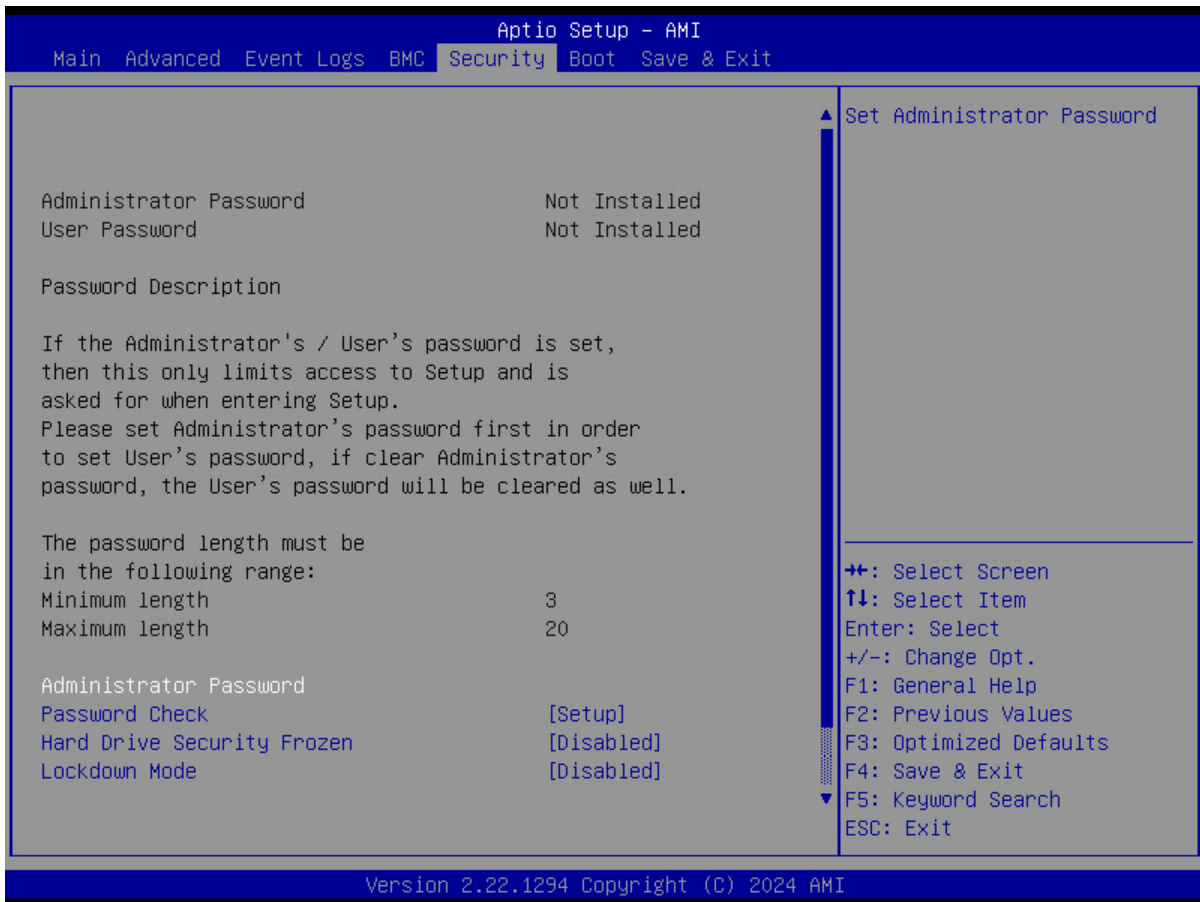 Aptio Setup – AMI
Main Advanced Event Logs BMC Security Boot Save & Exit
Set Administrator Password
Administrator Password Not Installed
User Password Not Installed
Password Description
If the Administrator's / User’s password is set,
then this only limits access to Setup and is
asked for when entering Setup.
Please set Administrator’s password first in order
to set User’s password, if clear Administrator’s
password, the User’s password will be cleared as well.
The password length must be
in the following range:
Minimum length 3
Maximum length 20
Administrator Password
Password Check [Setup]
Hard Drive Security Frozen [Disabled]
Lockdown Mode [Disabled]
→←: Select Screen
↑↓: Select Item
Enter: Select
+/-: Change Opt.
F1: General Help
F2: Previous Values
F3: Optimized Defaults
F4: Save & Exit
F5: Keyword Search
ESC: Exit
Version 2.22.1294 Copyright (C) 2024 AMI